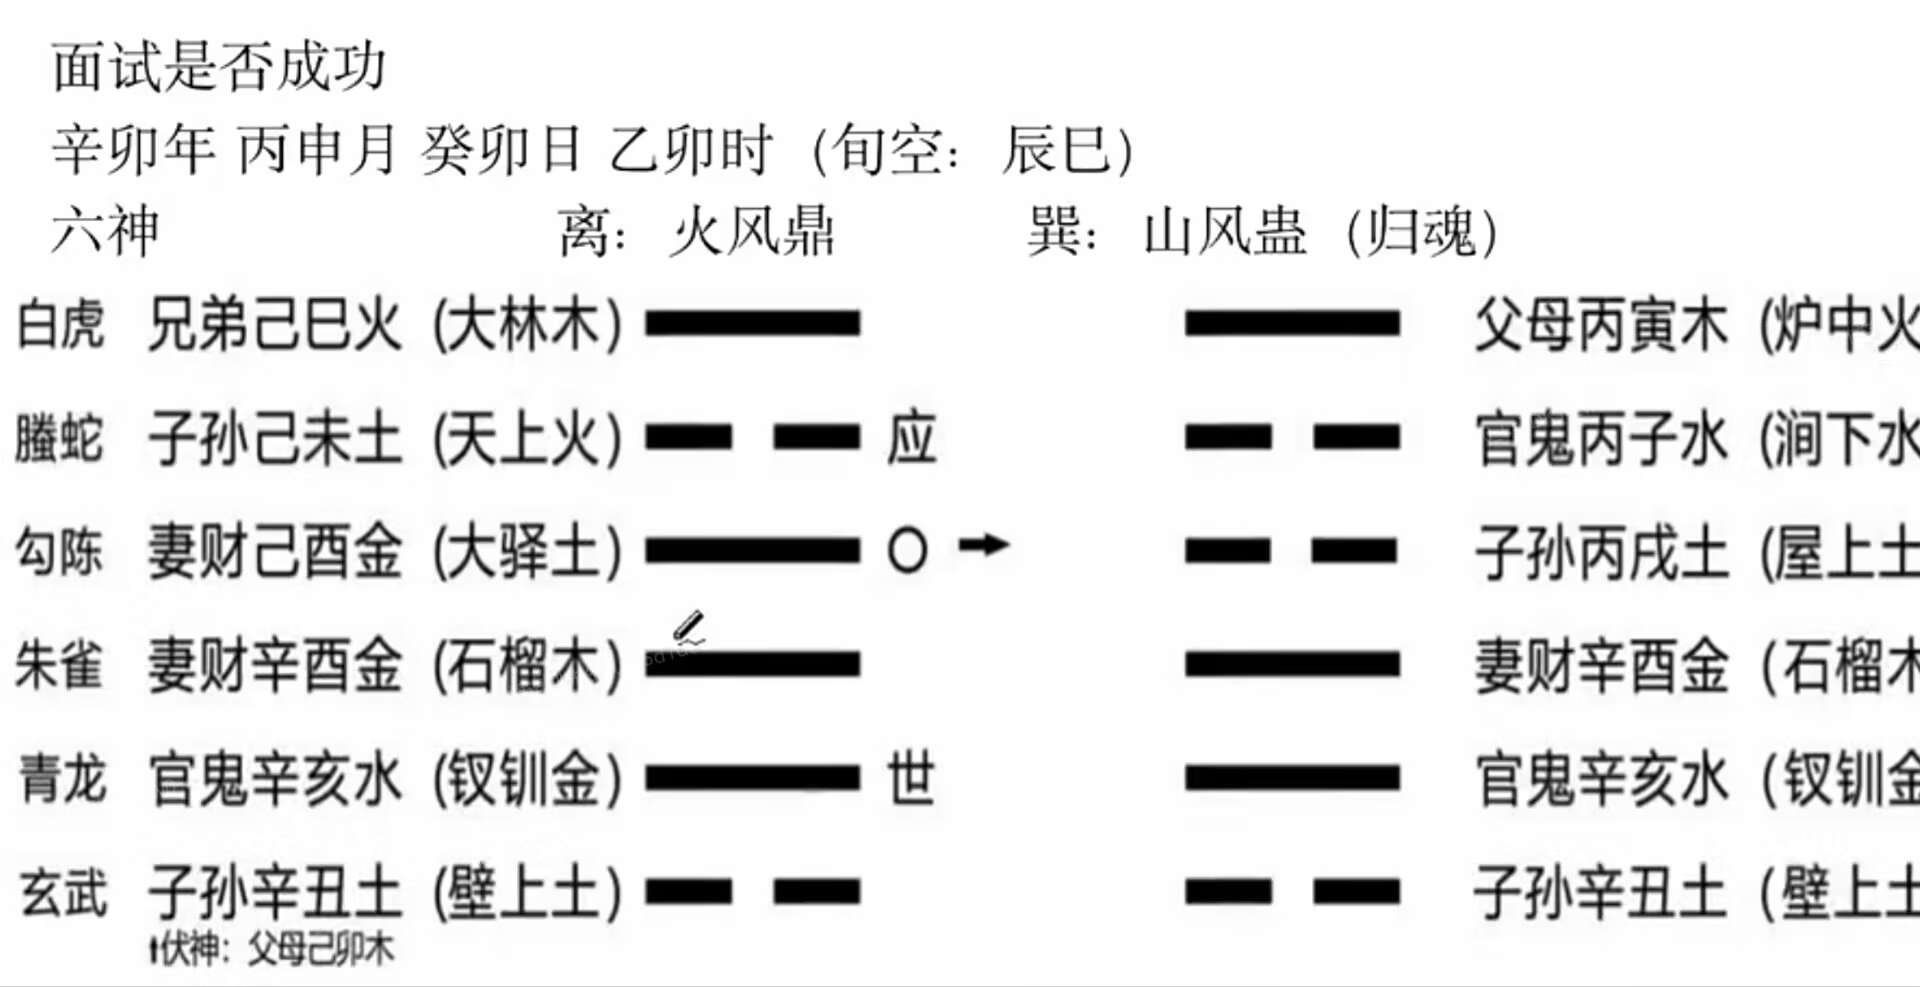 面试是否成功
辛卯年 丙申月 癸卯日 乙卯时（旬空：辰巳）
六神 离：火风鼎 巽：山风蛊（归魂）
白虎 兄弟己巳火（大林木） 父母丙寅木（炉中火
螣蛇 子孙己未土（天上火） 应 官鬼丙子水（涧下水
勾陈 妻财己酉金（大驿土） 子孙丙戌土（屋上土
朱雀 妻财辛酉金（石榴木） 妻财辛酉金（石榴木
青龙 官鬼辛亥水（钗钏金） 世 官鬼辛亥水（钗钏金
玄武 子孙辛丑土（壁上土） 子孙辛丑土（壁上土
伏神：父母己卯木